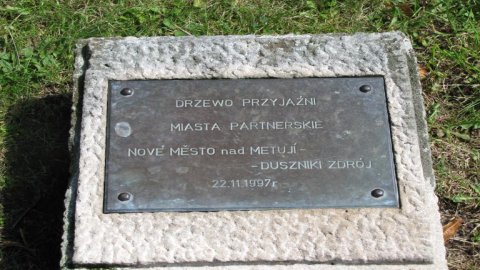 DRZEWO PRZYJAŹNI
MIASTA PARTNERSKIE
NOVÉ MĚSTO nad METUJÍ -
- DUSZNIKI ZDRÓJ
22.11.1997r